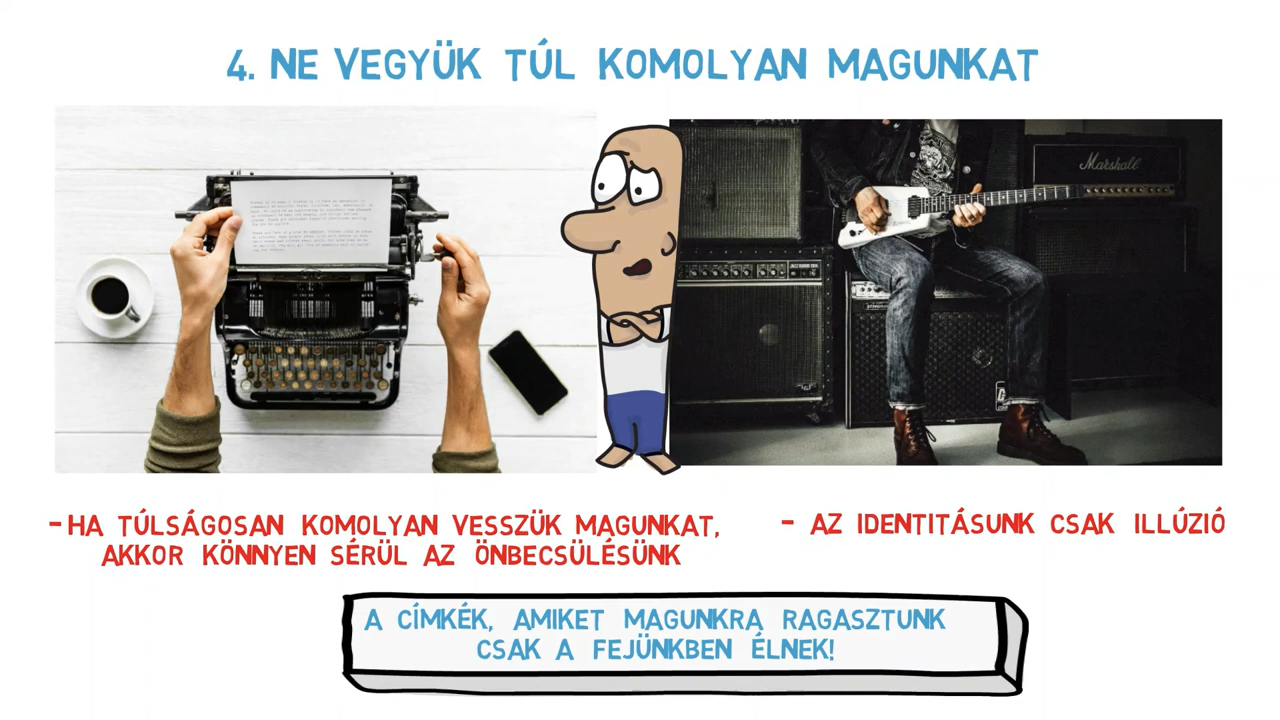 4. NE VEGYÜK TÚL KOMOLYAN MAGUNKAT
Marshall
- HA TÚLSÁGOSAN KOMOLYAN VESSZÜK MAGUNKAT,
AKKOR KÖNNYEN SÉRÜL AZ ÖNBECSÜLÉSÜNK
- AZ IDENTITÁSUNK CSAK ILLÚZIÓ
A CÍMKÉK, AMIKET MAGUNKRA RAGASZTUNK
CSAK A FEJÜNKBEN ÉLNEK!